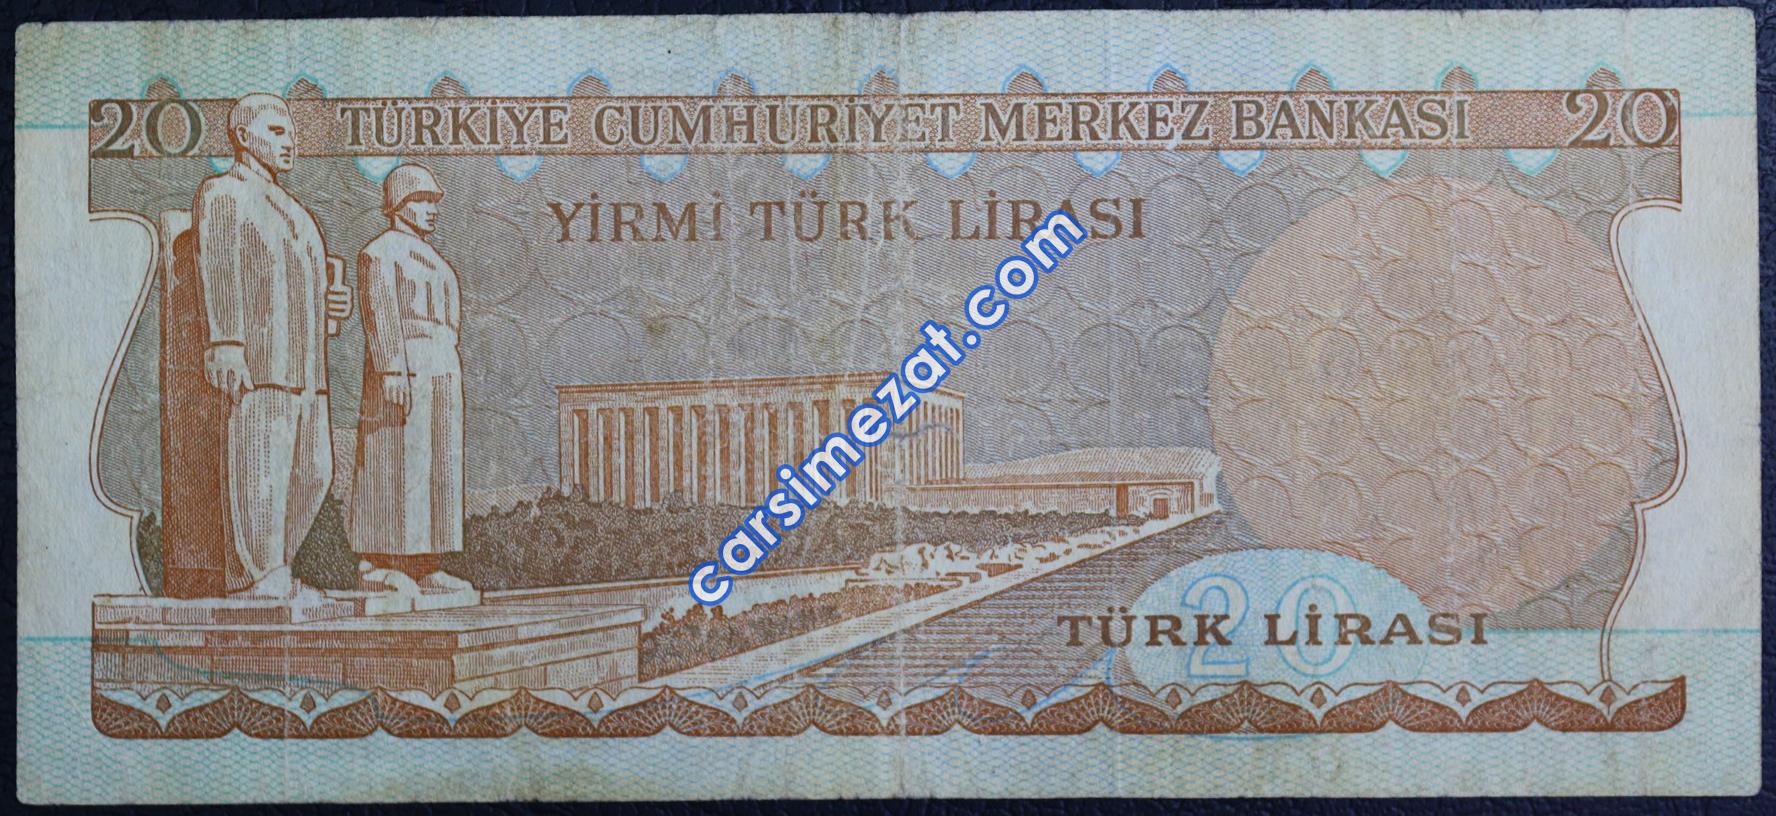 20 TÜRKİYE CUMHURİYET MERKEZ BANKASI 20
YİRMİ TÜRK LİRASI
carsimezat.com
20
TÜRK LİRASI